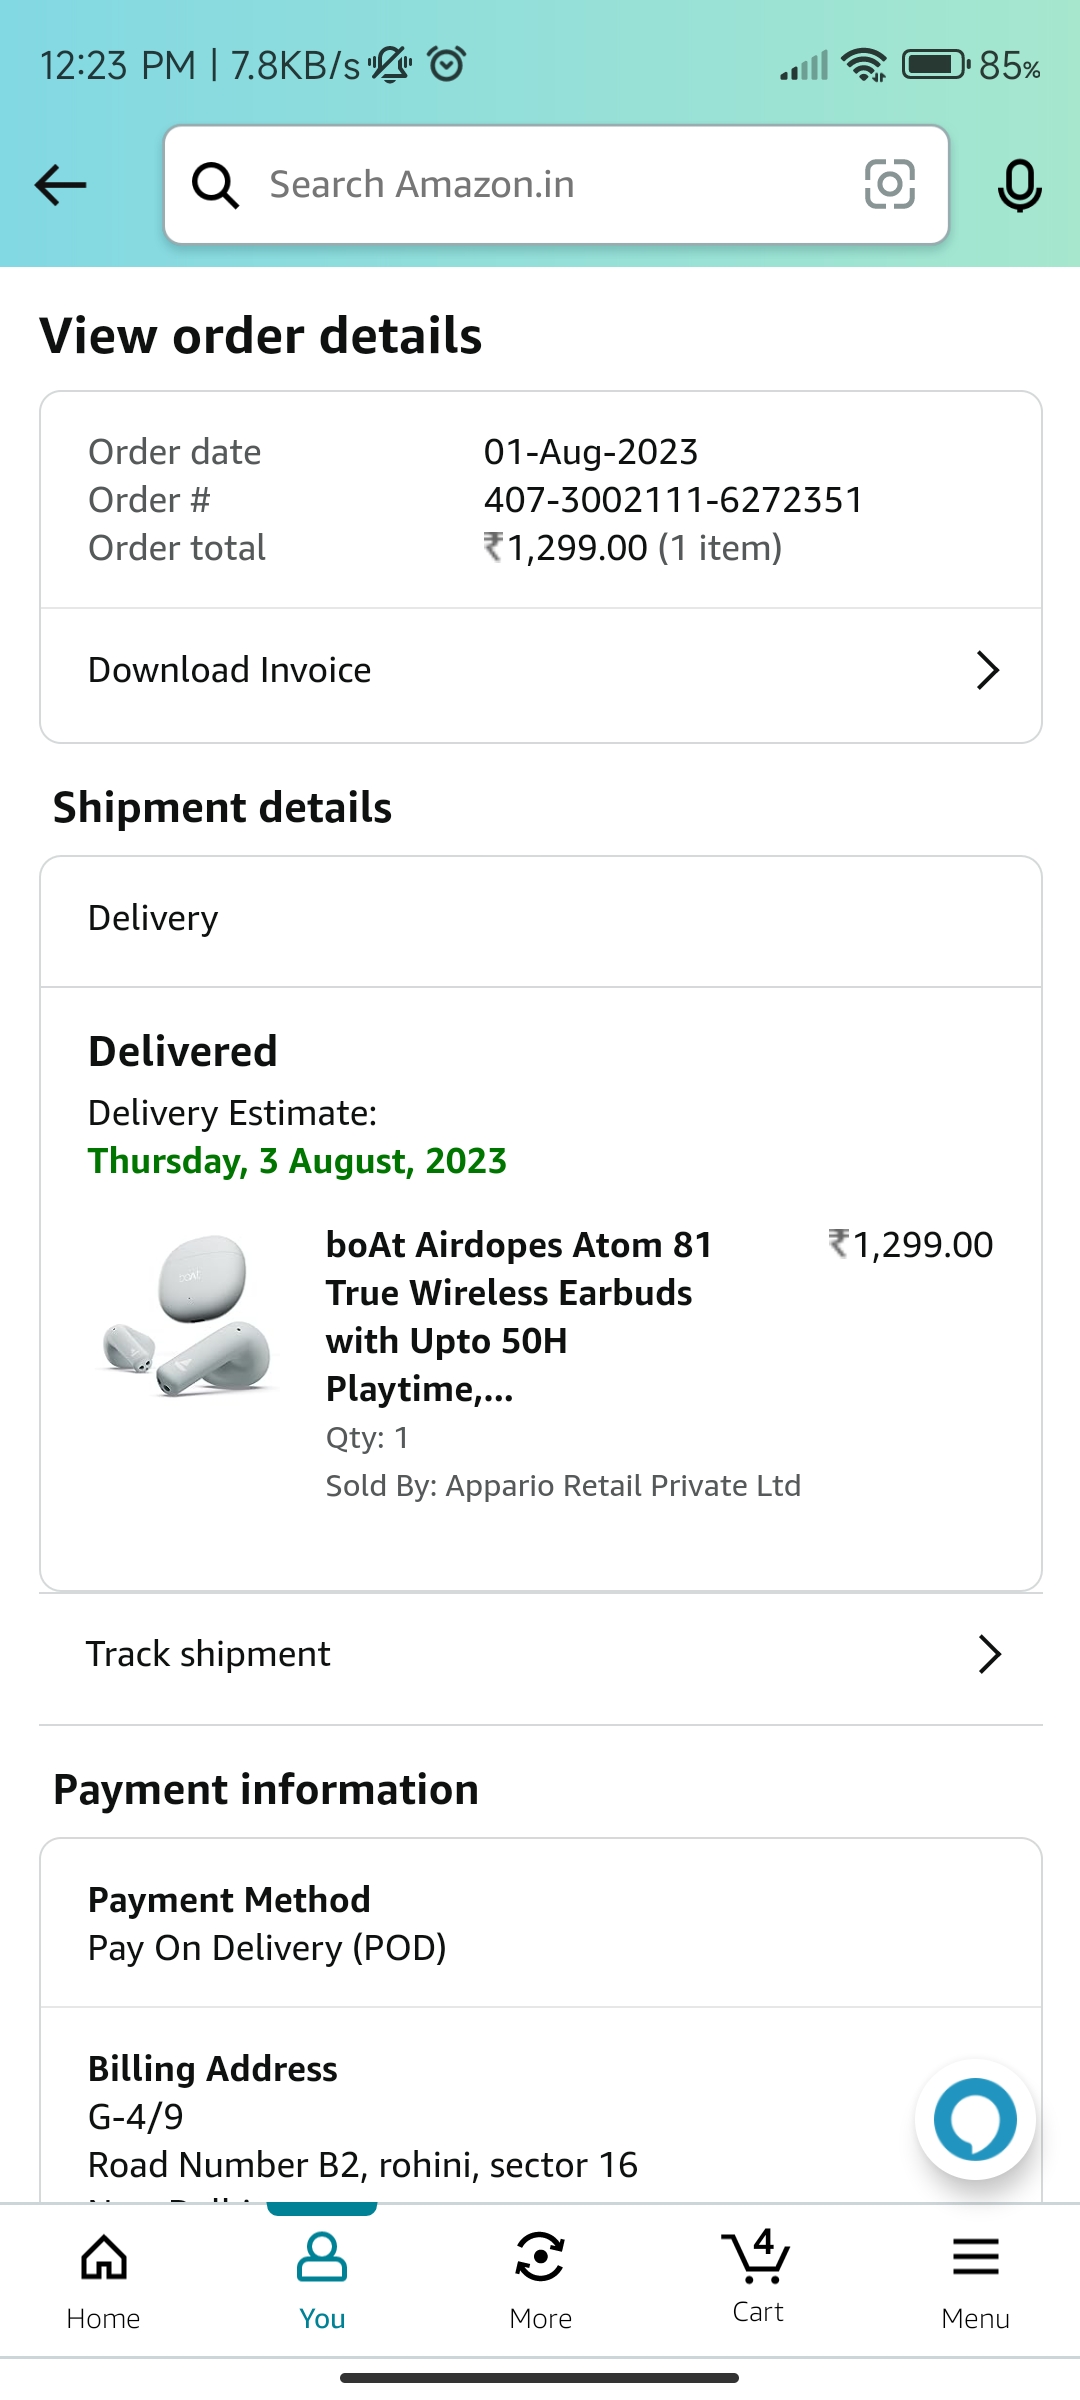 12:23 PM | 7.8KB/s 85%
Search Amazon.in
View order details
Order date 01-Aug-2023
Order # 407-3002111-6272351
Order total ₹1,299.00 (1 item)
Download Invoice
Shipment details
Delivery
Delivered
Delivery Estimate:
Thursday, 3 August, 2023
boAt Airdopes Atom 81 ₹1,299.00
True Wireless Earbuds
with Upto 50H
Playtime,...
Qty: 1
Sold By: Appario Retail Private Ltd
Track shipment
Payment information
Payment Method
Pay On Delivery (POD)
Billing Address
G-4/9
Road Number B2, rohini, sector 16
4
Home You More Cart Menu